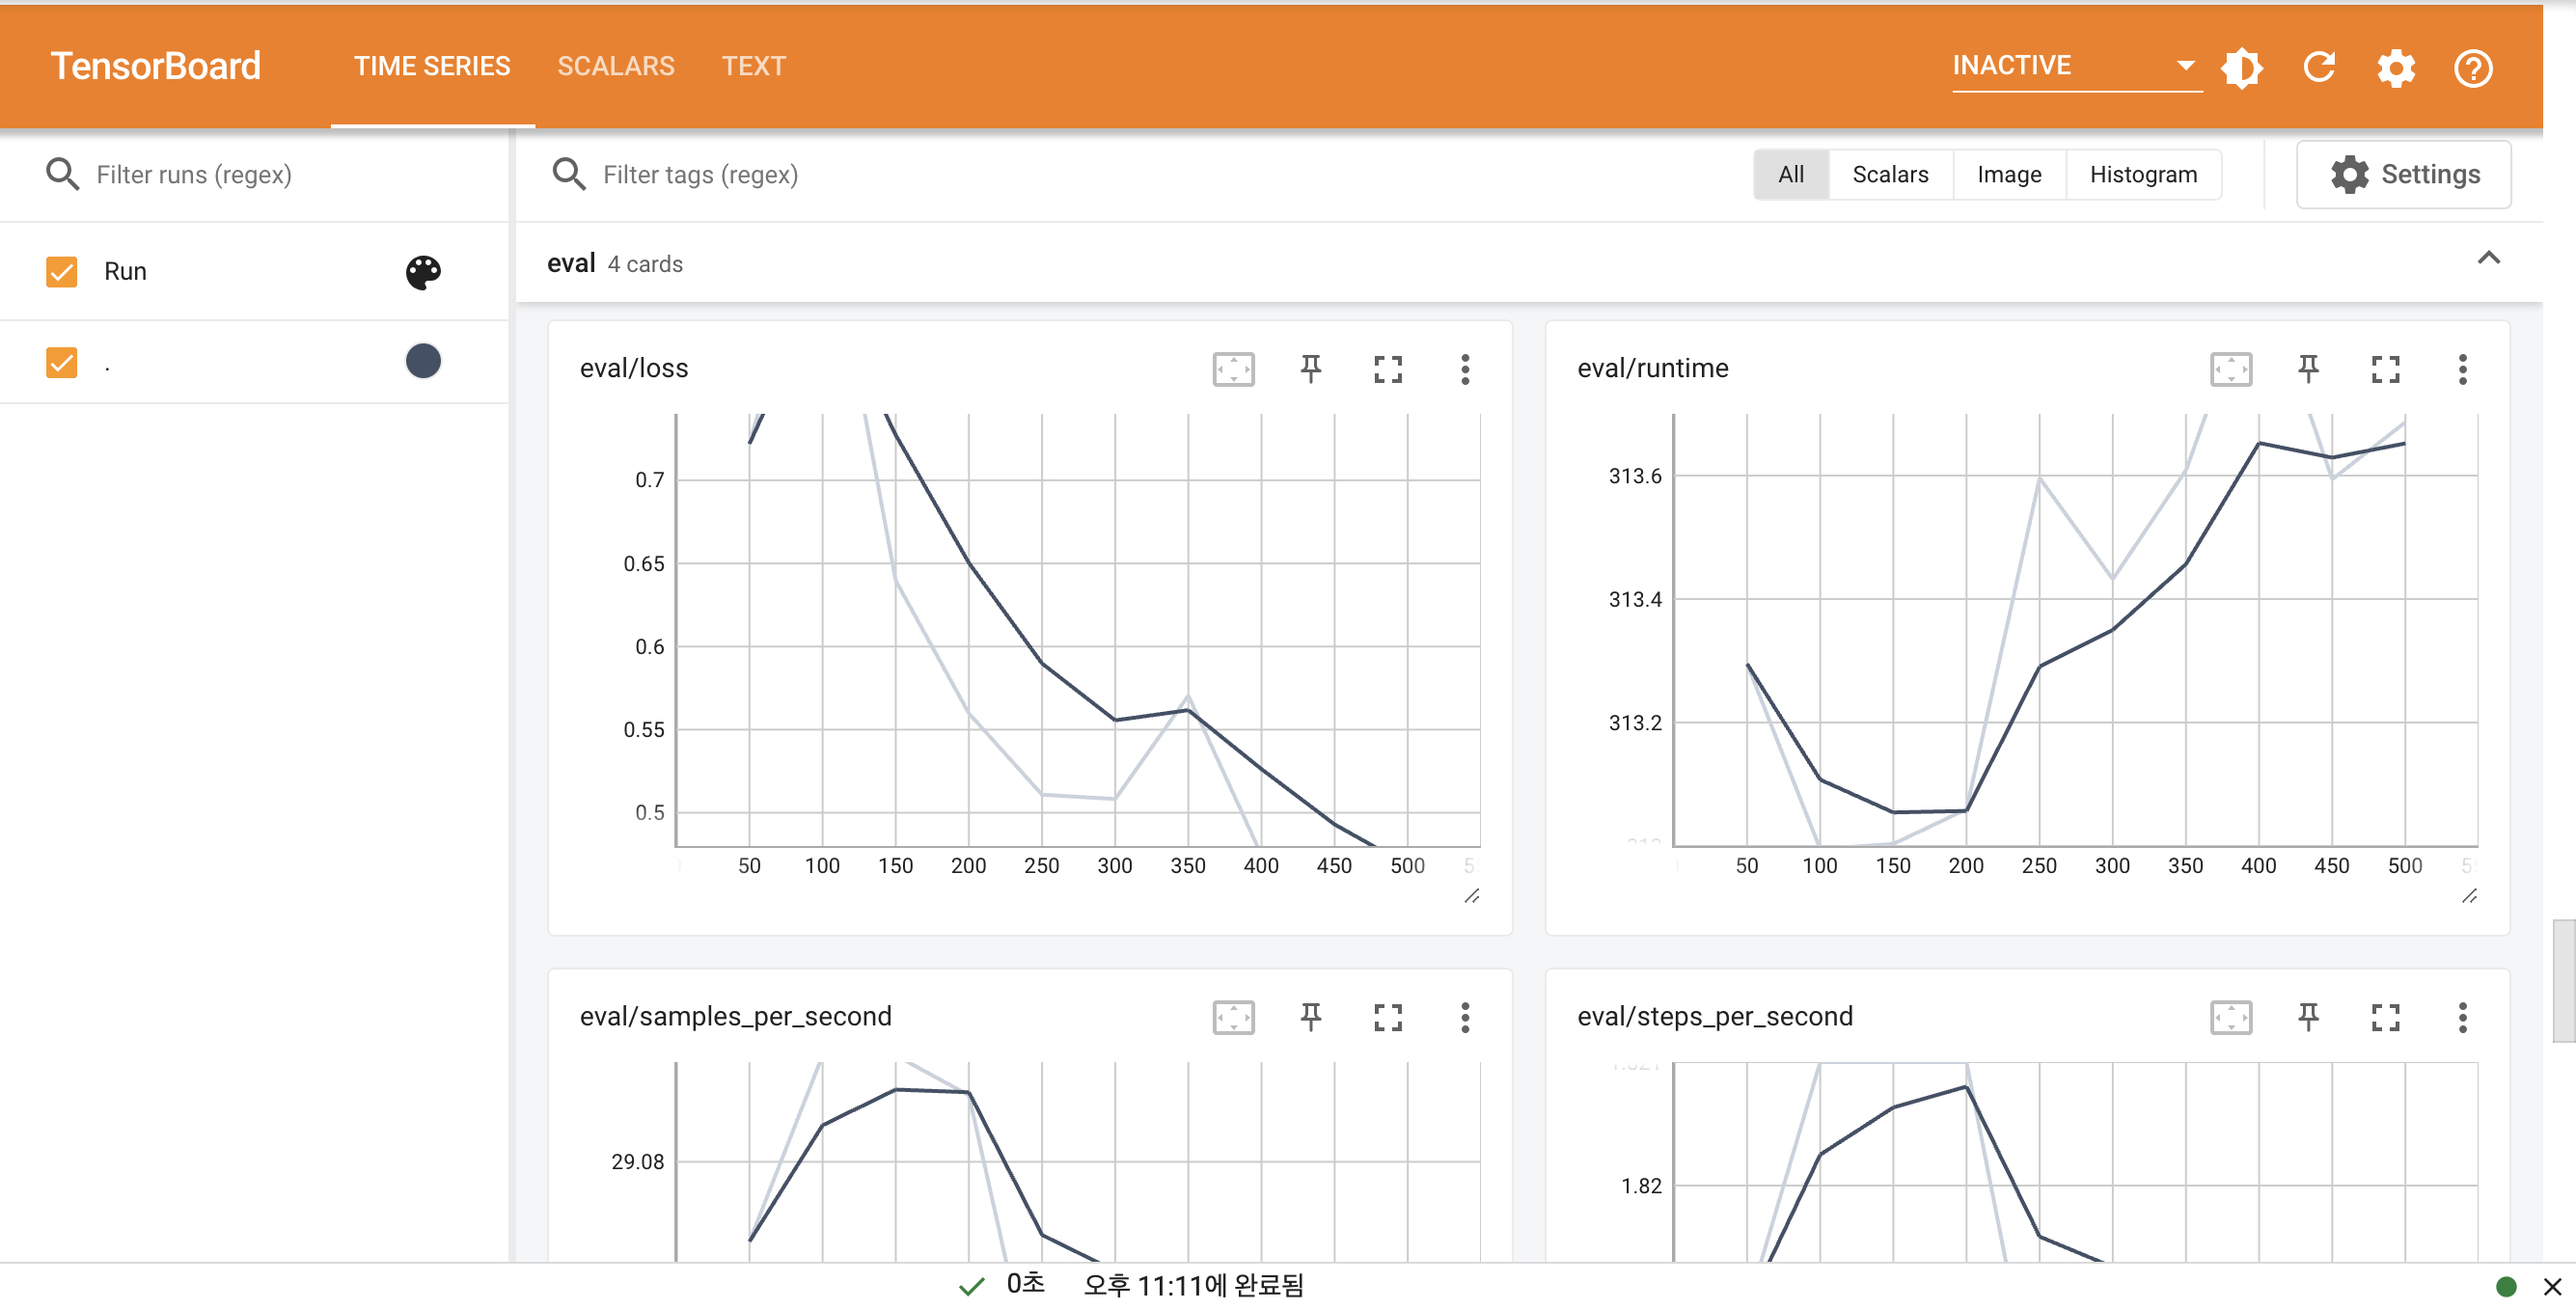 TensorBoard TIME SERIES SCALARS TEXT INACTIVE
Filter runs (regex) Filter tags (regex) All Scalars Image Histogram Settings
Run
.
eval 4 cards
eval/loss
0.7
0.65
0.6
0.55
0.5
50 100 150 200 250 300 350 400 450 500
eval/runtime
313.6
313.4
313.2
313
50 100 150 200 250 300 350 400 450 500
eval/samples_per_second
29.08
eval/steps_per_second
1.821
1.82
0초 오후 11:11에 완료됨